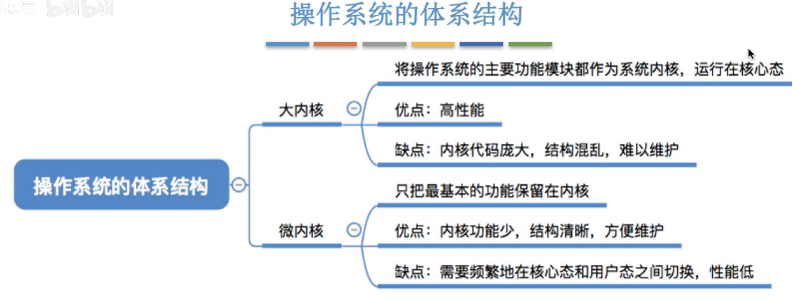 操作系统的体系结构
将操作系统的主要功能模块都作为系统内核，运行在核心态
大内核
优点：高性能
缺点：内核代码庞大，结构混乱，难以维护
操作系统的体系结构
只把最基本的功能保留在内核
微内核
优点：内核功能少，结构清晰，方便维护
缺点：需要频繁地在核心态和用户态之间切换，性能低